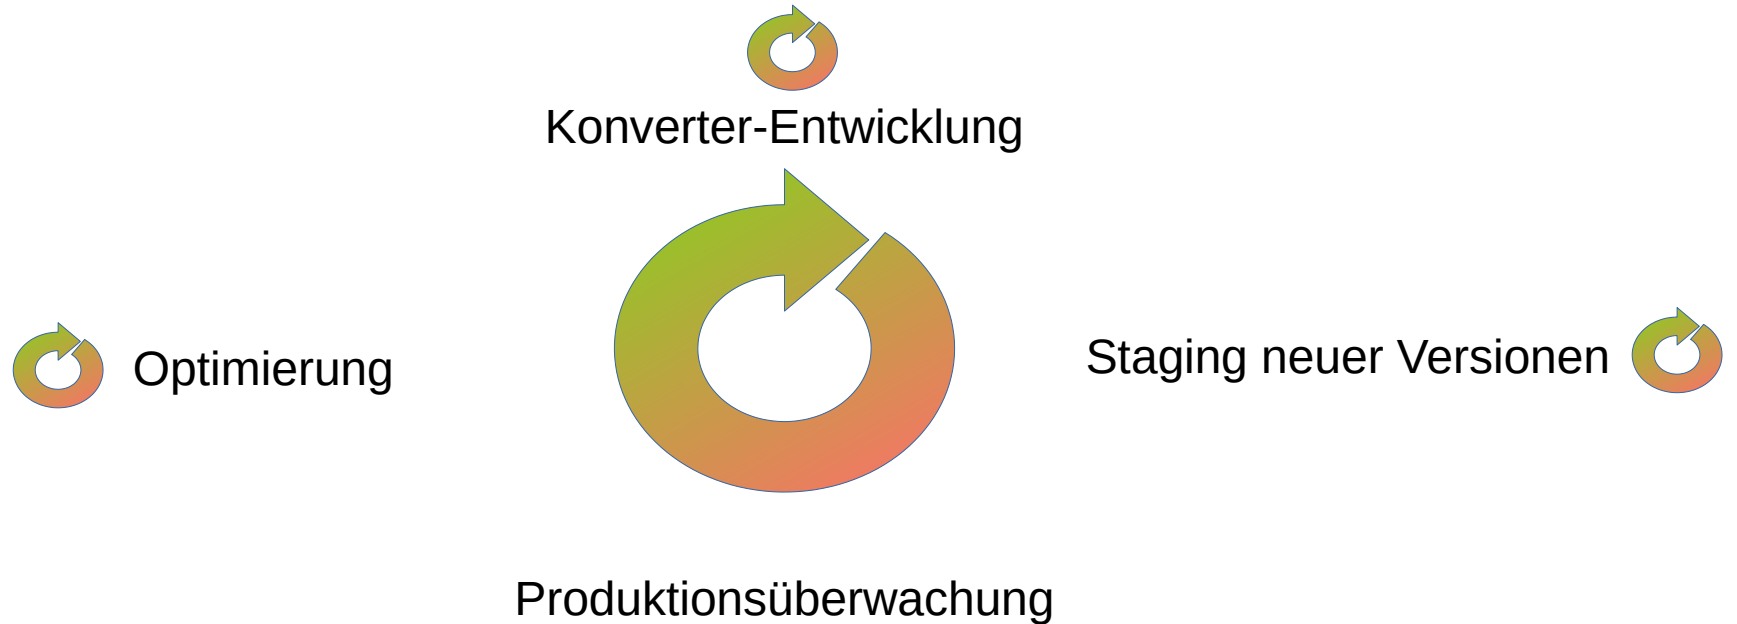 Konverter-Entwicklung
Optimierung
Staging neuer Versionen
Produktionsüberwachung